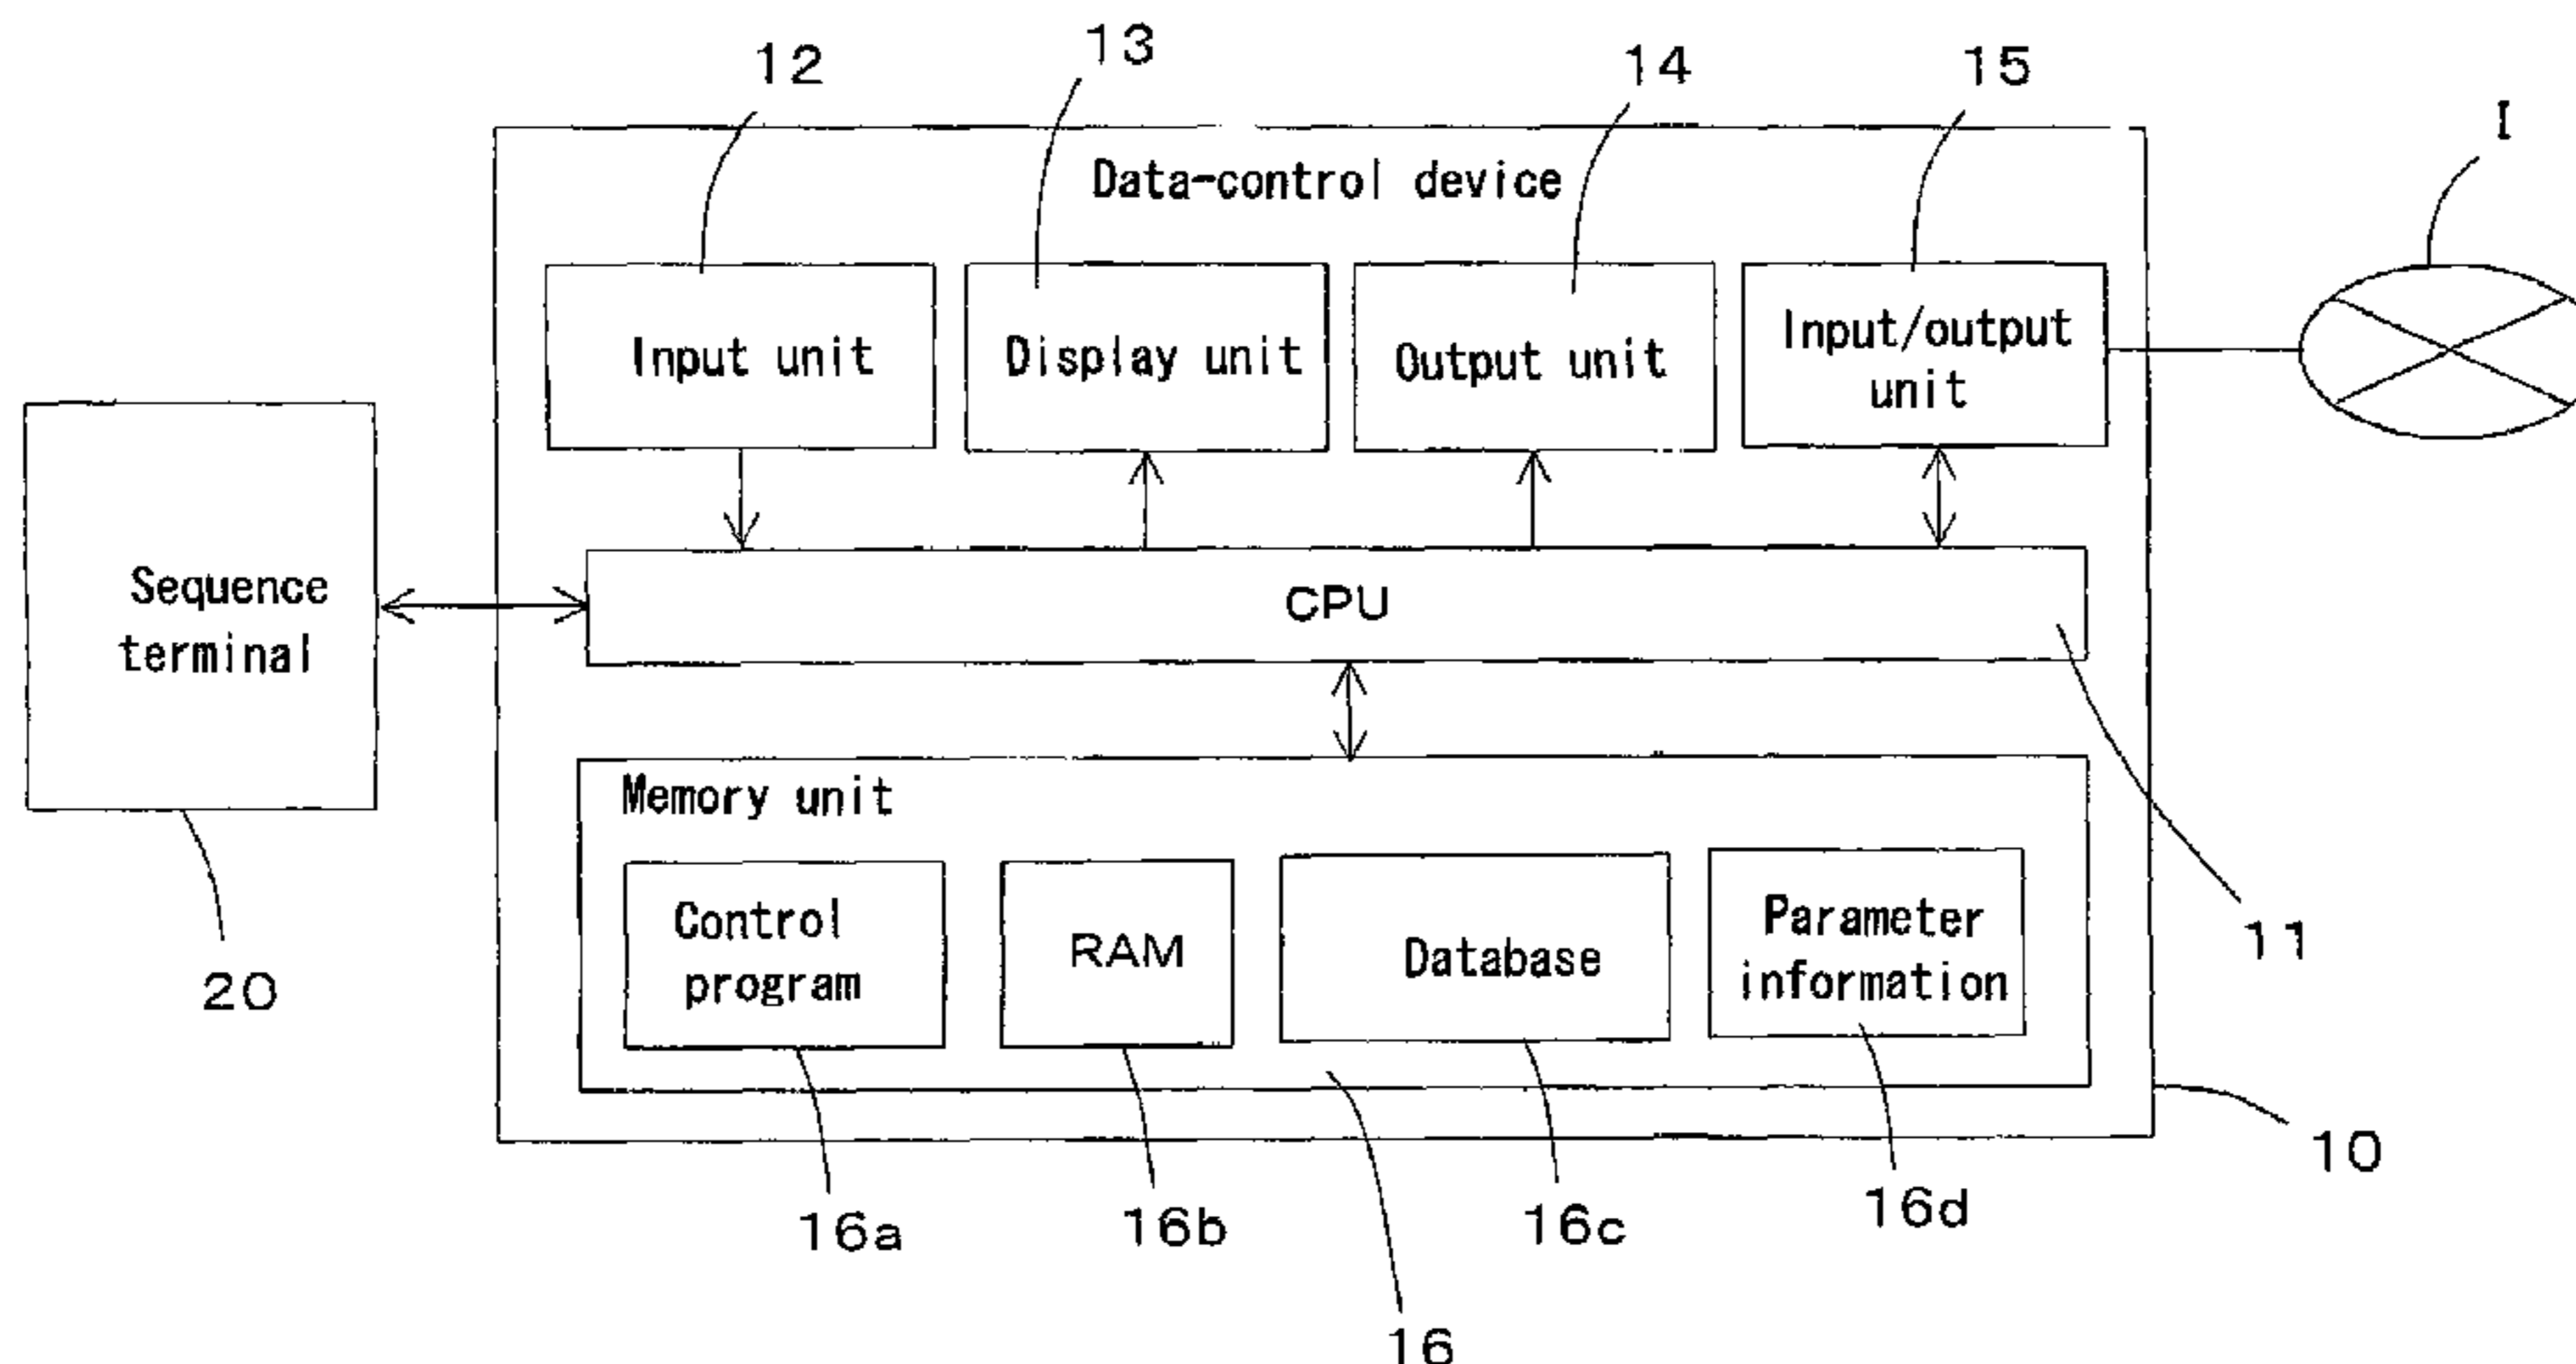 12
13
14
15
I
Data-control device
Input unit
Display unit
Output unit
Input/output
unit
Sequence
terminal
CPU
Memory unit
Control
program
RAM
Database
Parameter
information
11
20
10
16a
16b
16c
16d
16